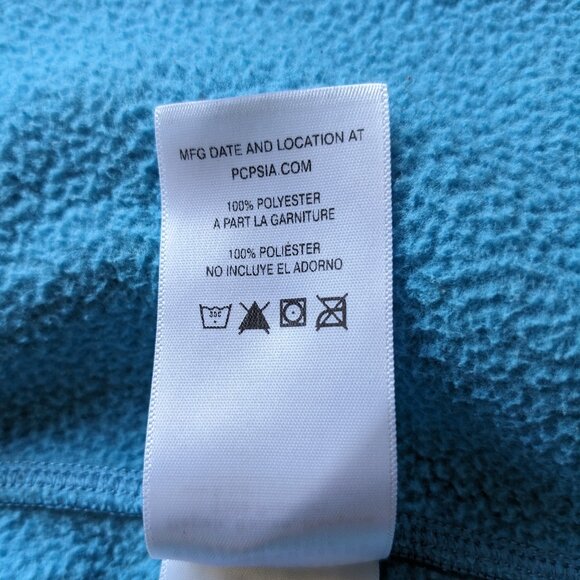 MFG DATE AND LOCATION AT
PCPSIA.COM
100% POLYESTER
A PART LA GARNITURE
100% POLIÉSTER
NO INCLUYE EL ADORNO